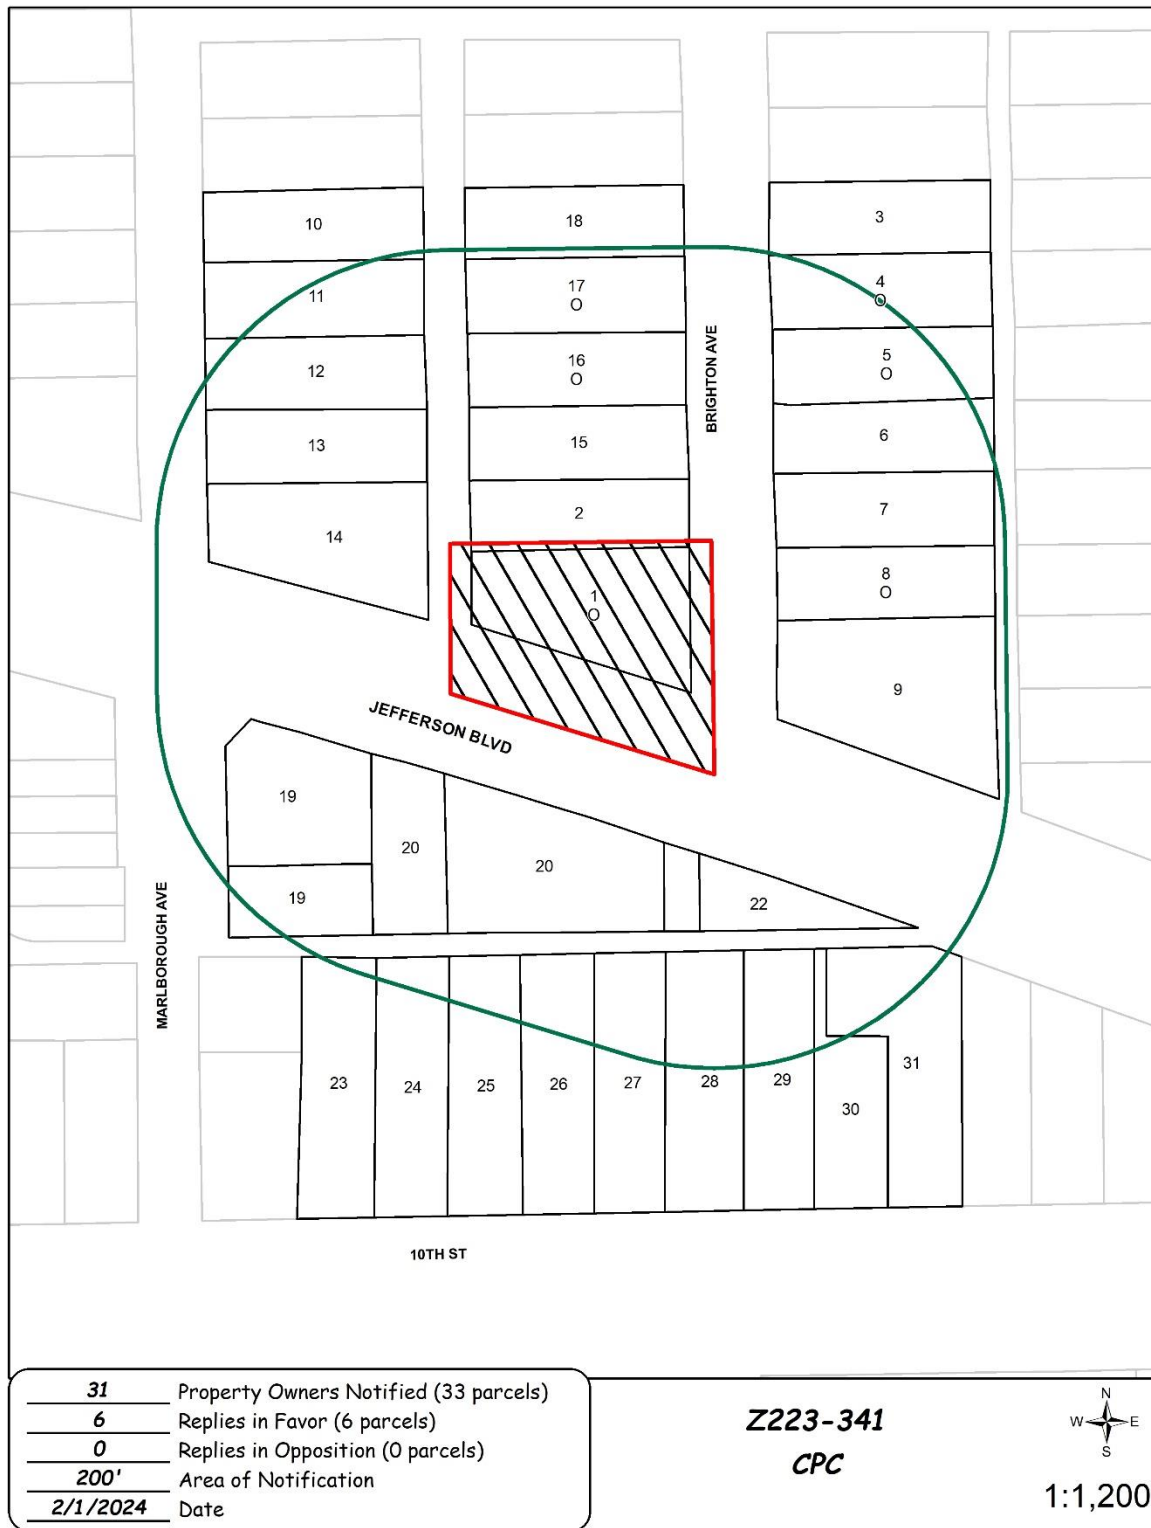 10
18
3
11
17
O
4
O
12
16
O
5
O
BRIGHTON AVE
13
15
6
14
2
7
1
O
8
O
9
JEFFERSON BLVD
19
20
20
19
22
MARLBOROUGH AVE
23
24
25
26
27
28
29
30
31
10TH ST
31 Property Owners Notified (33 parcels)
6 Replies in Favor (6 parcels)
0 Replies in Opposition (0 parcels)
200' Area of Notification
2/1/2024 Date
Z223-341
CPC
N
W E
S
1:1,200